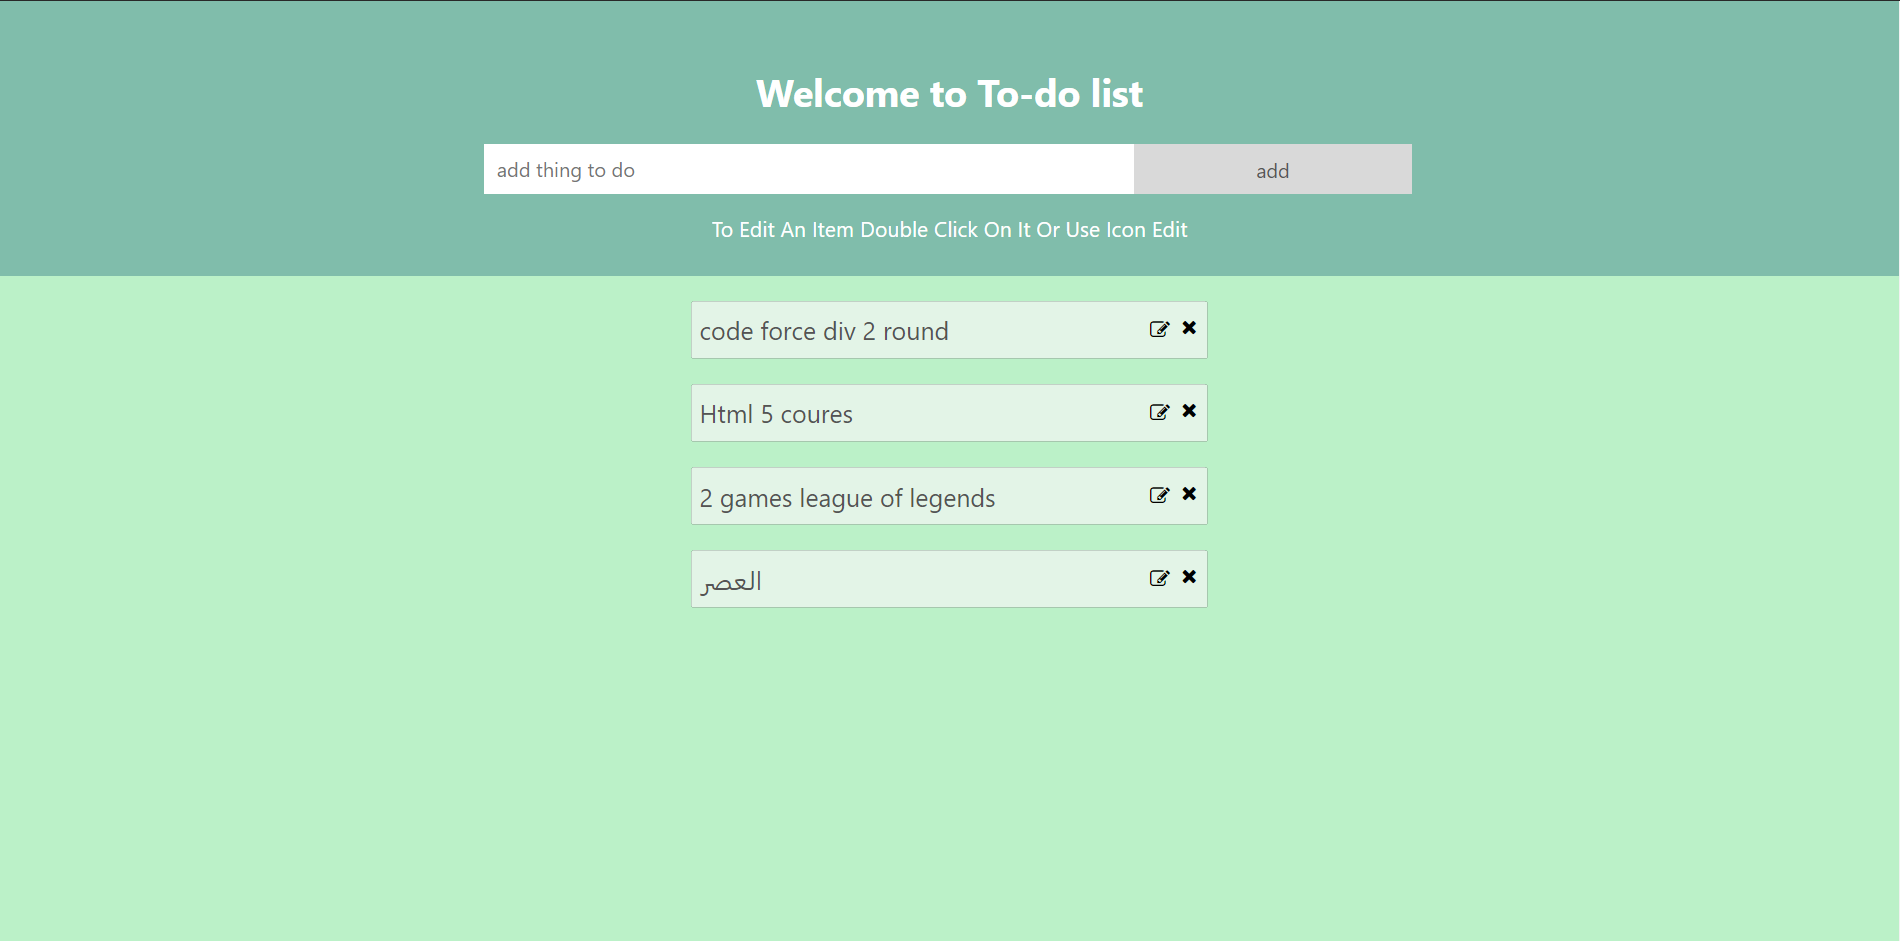 Welcome to To-do list
add thing to do
add
To Edit An Item Double Click On It Or Use Icon Edit
code force div 2 round
Html 5 coures
2 games league of legends
العصر